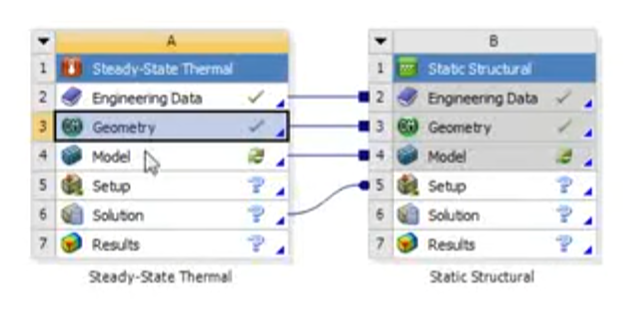 A
1 Steady-State Thermal
2 Engineering Data
3 Geometry
4 Model
5 Setup
6 Solution
7 Results
Steady-State Thermal
B
1 Static Structural
2 Engineering Data
3 Geometry
4 Model
5 Setup
6 Solution
7 Results
Static Structural